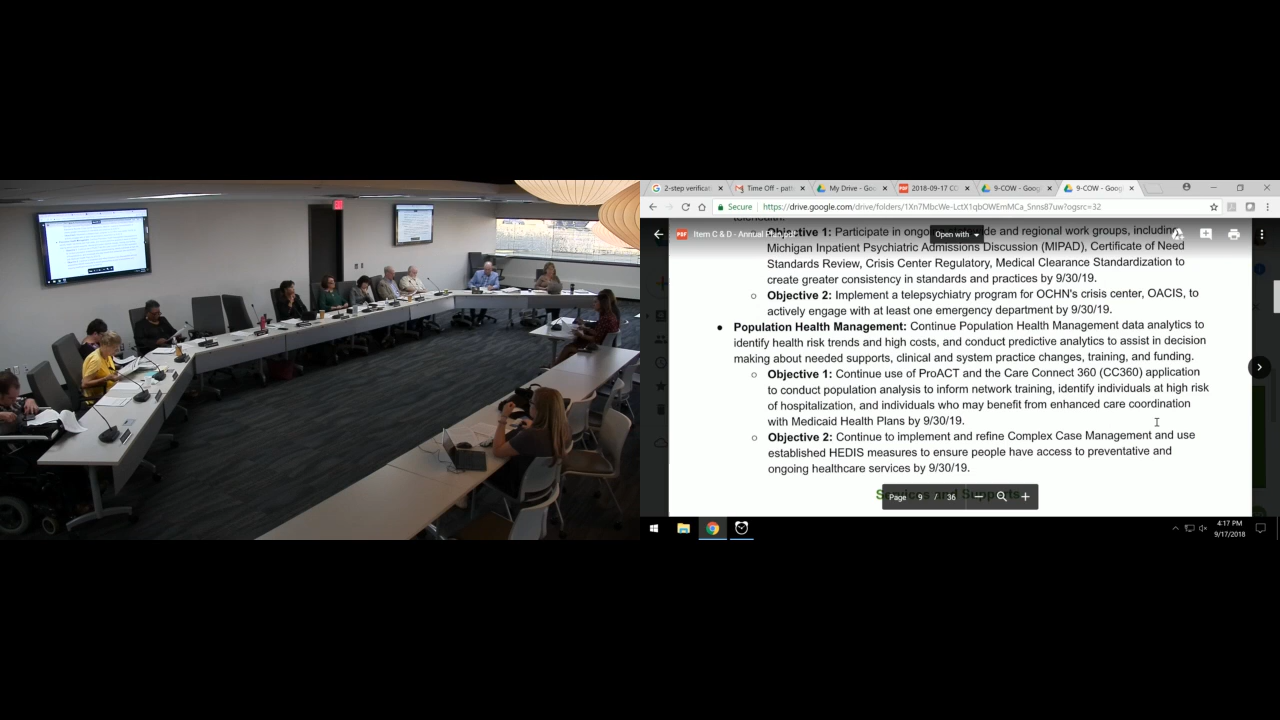 2-step verificat
Time Off - pati
My Drive - Goo
2018-09-17 CO
9-COW - Goog
9-COW - Goog
Secure
https://drive.google.com/drive/folders/1Xn7MbcWe-LctX1qbOWEmMCa_Snns87uw?ogsrc=32
Item C & D - Annual Plan.pdf
Open with
Objective 1: Participate in ongo de and regional work groups, including
Michigan Inpatient Psychiatric Admissions Discussion (MIPAD), Certificate of Need
Standards Review, Crisis Center Regulatory, Medical Clearance Standardization to
create greater consistency in standards and practices by 9/30/19.
○ Objective 2: Implement a telepsychiatry program for OCHN's crisis center, OACIS, to
actively engage with at least one emergency department by 9/30/19.
● Population Health Management: Continue Population Health Management data analytics to
identify health risk trends and high costs, and conduct predictive analytics to assist in decision
making about needed supports, clinical and system practice changes, training, and funding.
○ Objective 1: Continue use of ProACT and the Care Connect 360 (CC360) application
to conduct population analysis to inform network training, identify individuals at high risk
of hospitalization, and individuals who may benefit from enhanced care coordination
with Medicaid Health Plans by 9/30/19.
○ Objective 2: Continue to implement and refine Complex Case Management and use
established HEDIS measures to ensure people have access to preventative and
ongoing healthcare services by 9/30/19.
Services and Supports
Page 9 / 36
4:17 PM
9/17/2018